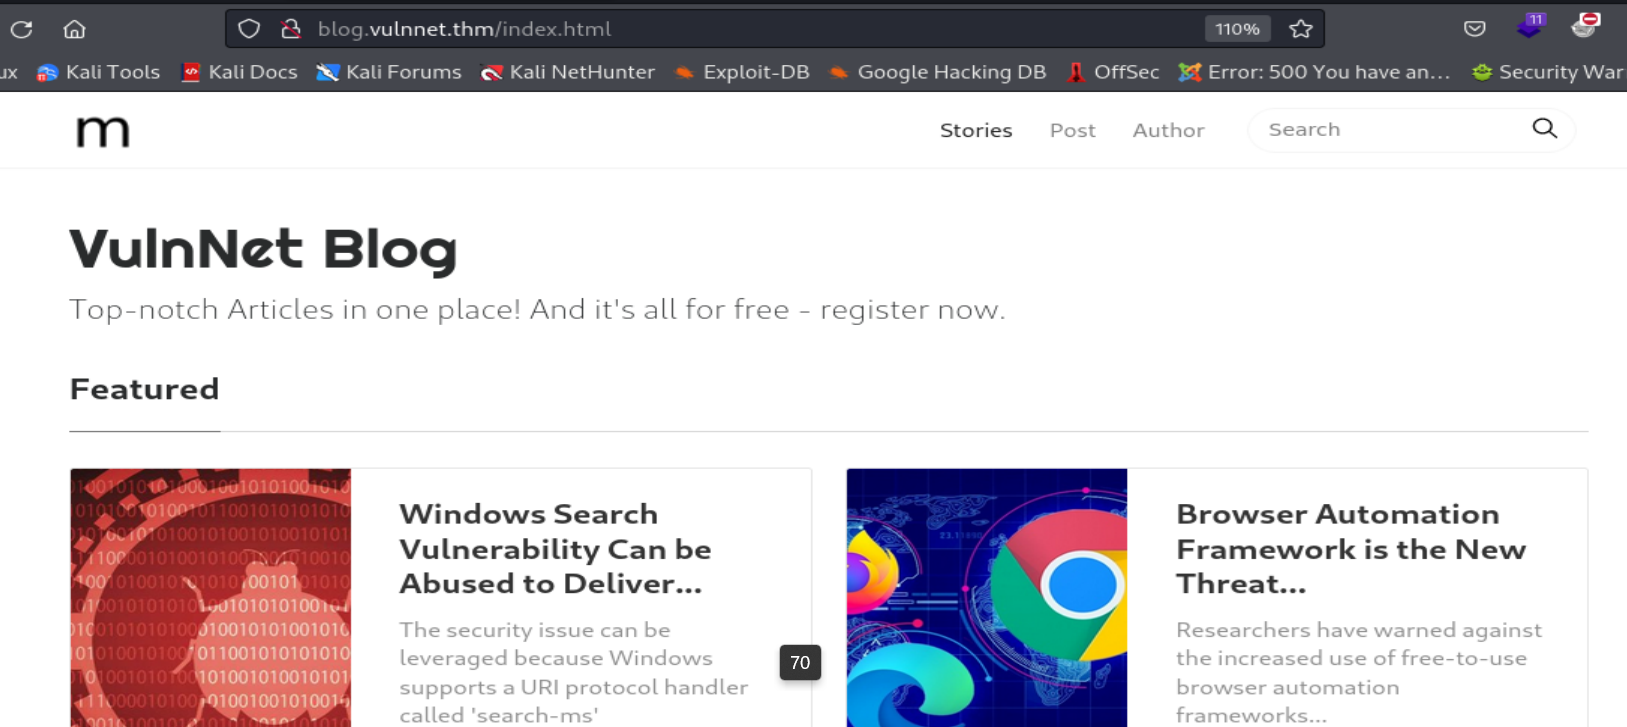 blog.vulnnet.thm/index.html 110% 11
ux Kali Tools Kali Docs Kali Forums Kali NetHunter Exploit-DB Google Hacking DB OffSec Error: 500 You have an... Security War
m Stories Post Author Search
VulnNet Blog
Top-notch Articles in one place! And it's all for free - register now.
Featured
Windows Search
Vulnerability Can be
Abused to Deliver...
The security issue can be
leveraged because Windows
supports a URI protocol handler
called 'search-ms'
70
Browser Automation
Framework is the New
Threat...
Researchers have warned against
the increased use of free-to-use
browser automation
frameworks...